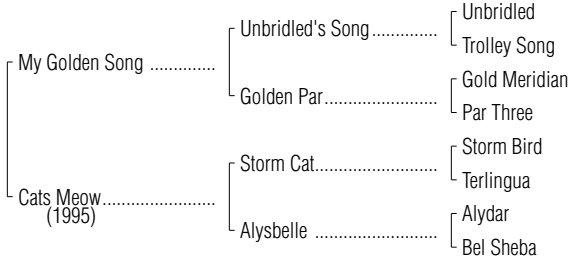 Unbridled
Unbridled's Song..............
Trolley Song
My Golden Song ..............
Gold Meridian
Golden Par........................
Par Three
Storm Bird
Storm Cat..........................
Terlingua
Cats Meow........................
(1995)
Alydar
Alysbelle ..........................
Bel Sheba